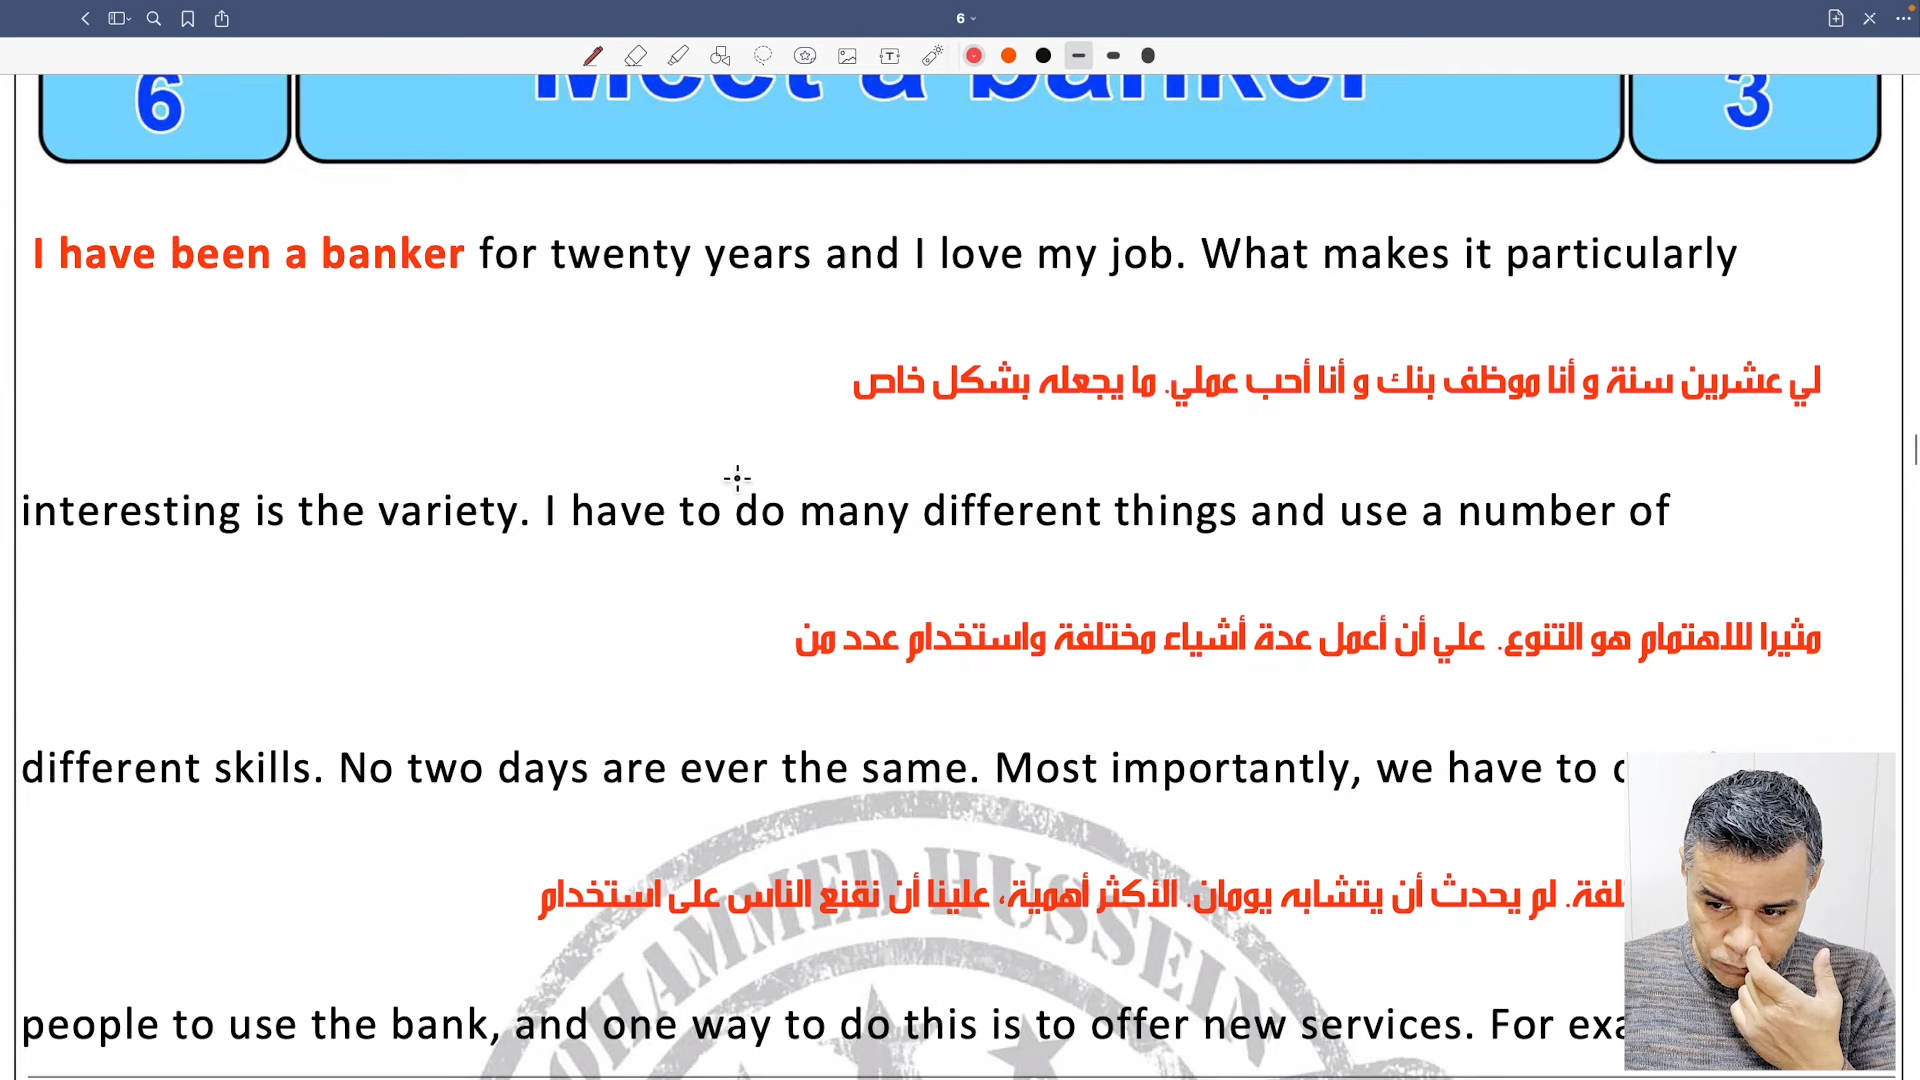 6
6 Meet a banker 3
I have been a banker for twenty years and I love my job. What makes it particularly
لي عشرين سنة و أنا موظف بنك و أنا أحب عملي. ما يجعله بشكل خاص
interesting is the variety. I have to do many different things and use a number of
مثيرا للاهتمام هو التنوع. علي أن أعمل عدة أشياء مختلفة واستخدام عدد من
different skills. No two days are ever the same. Most importantly, we have to
لم يحدث أن يتشابه يومان. الأكثر أهمية، علينا أن نقنع الناس على استخدام
people to use the bank, and one way to do this is to offer new services. For
MOHAMMED HUSSEIN